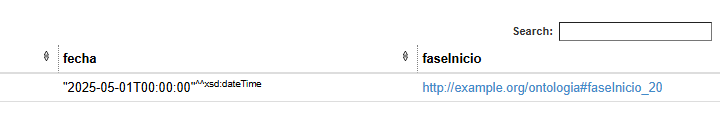 Search:
fecha faseInicio
"2025-05-01T00:00:00"^^xsd:dateTime http://example.org/ontologia#faseInicio_20